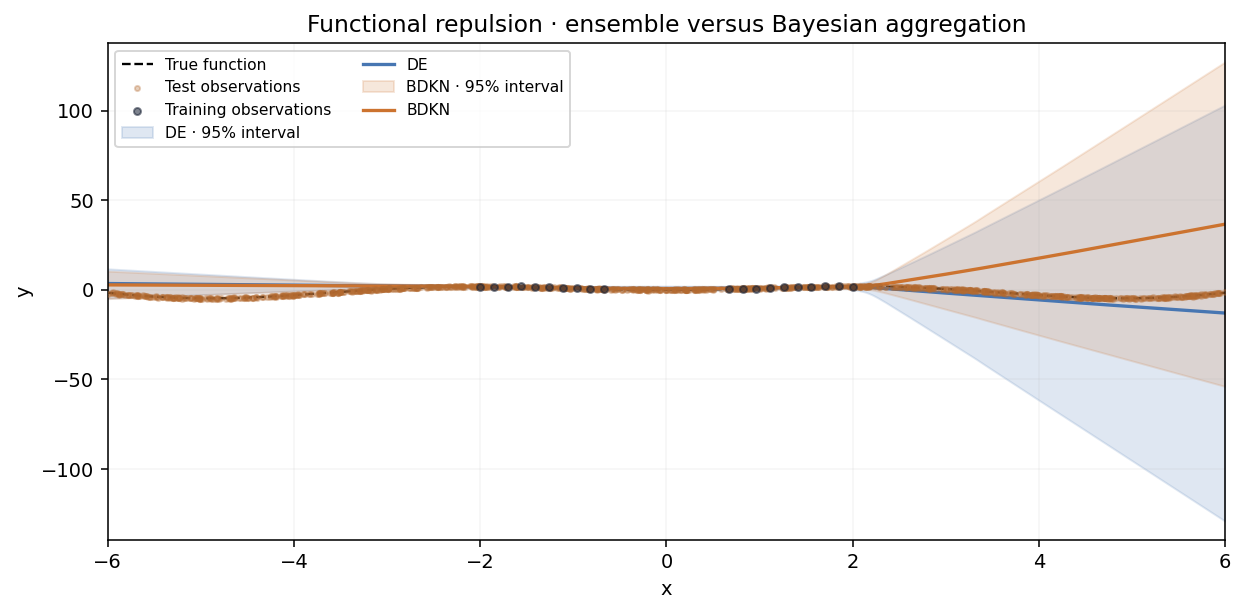 Functional repulsion · ensemble versus Bayesian aggregation
True function
Test observations
Training observations
DE · 95% interval
DE
BDKN · 95% interval
BDKN
y
100
50
0
−50
−100
−6
−4
−2
0
2
4
6
x